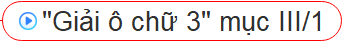 "Giải ô chữ 3" mục III/1